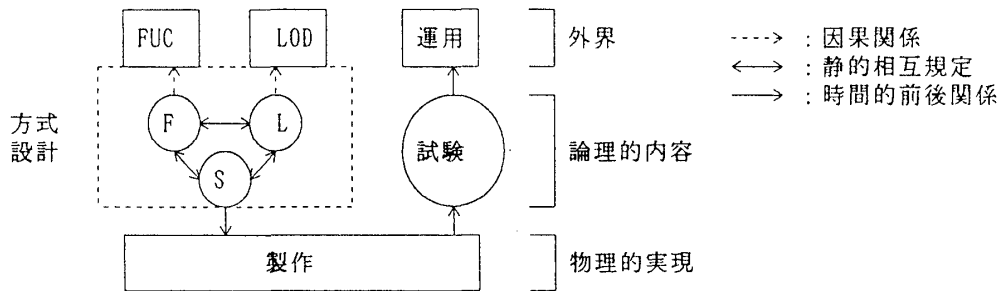 FUC
LOD
運用
外界
方式
設計
F
L
S
試験
論理的内容
製作
物理的実現
：因果関係
：静的相互規定
：時間的前後関係